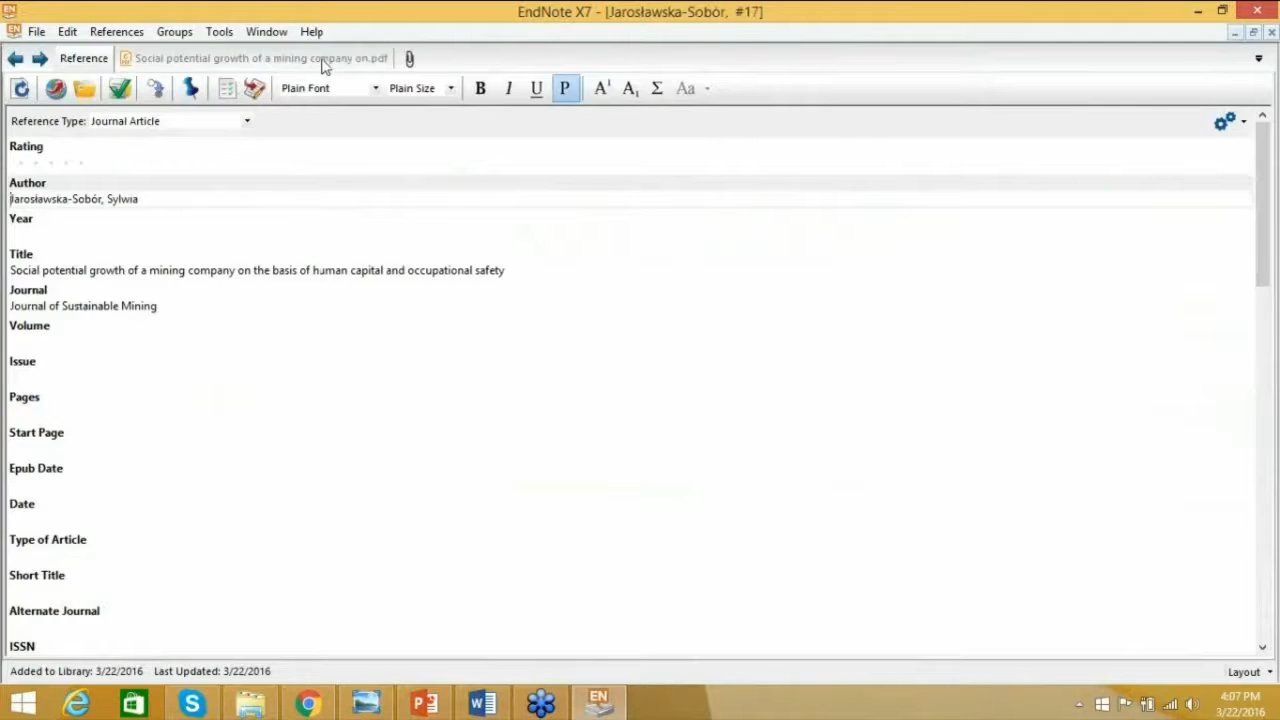 EndNote X7 - [Jarosławska-Sobór, #17]
File Edit References Groups Tools Window Help
Reference Social potential growth of a mining company on.pdf
Plain Font Plain Size B I U P A¹ A₁ Σ Aa
Reference Type: Journal Article
Rating
Author
Jarosławska-Sobór, Sylwia
Year
Title
Social potential growth of a mining company on the basis of human capital and occupational safety
Journal
Journal of Sustainable Mining
Volume
Issue
Pages
Start Page
Epub Date
Date
Type of Article
Short Title
Alternate Journal
ISSN
Added to Library: 3/22/2016 Last Updated: 3/22/2016 Layout
4:07 PM
3/22/2016